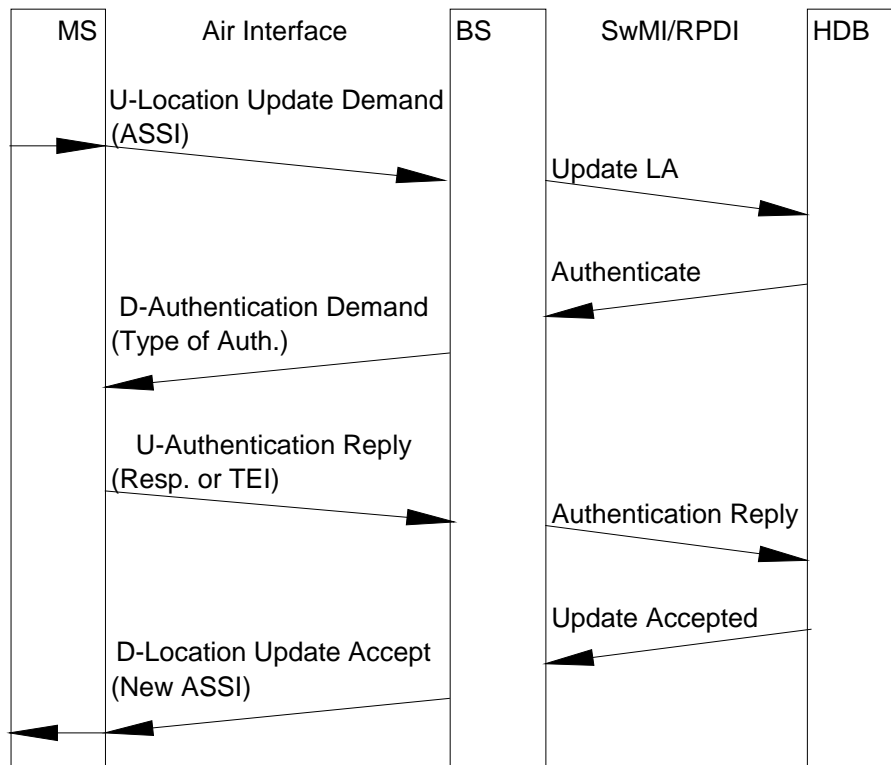 MS Air Interface BS SwMI/RPDI HDB
U-Location Update Demand
(ASSI)
Update LA
Authenticate
D-Authentication Demand
(Type of Auth.)
U-Authentication Reply
(Resp. or TEI)
Authentication Reply
Update Accepted
D-Location Update Accept
(New ASSI)